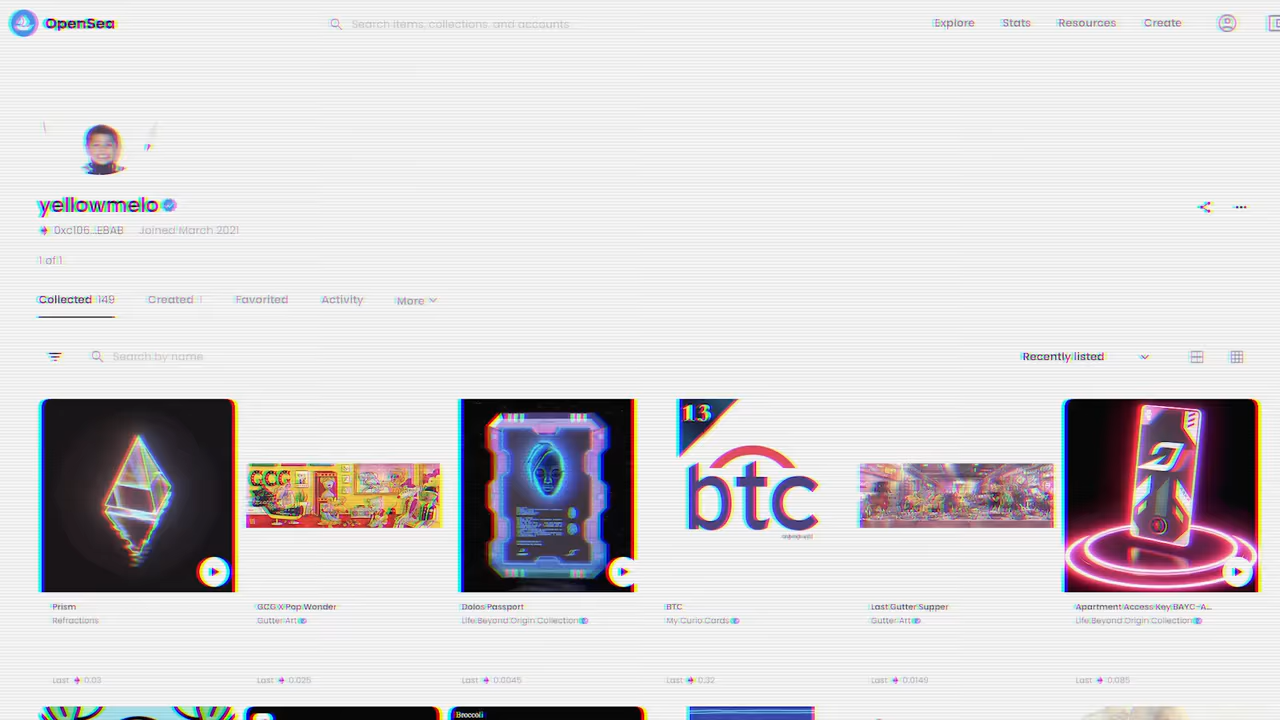 OpenSea
Search items, collections, and accounts
Explore Stats Resources Create
yellowmelo
0xc106...E8AB Joined March 2021
1 of 1
Collected 149 Created 1 Favorited Activity More
Search by name
Recently listed
GCG
13
btc
Prism
Refractions
GCG X Pop Wonder
Gutter Art
Dolos Passport
Life Beyond Origin Collection
BTC
My Curio Cards
Last Gutter Supper
Gutter Art
Apartment Access Key BAYC-A...
Life Beyond Origin Collection
Last 0.03
Last 0.025
Last 0.0045
Last 0.32
Last 0.0149
Last 0.085
Broccoli